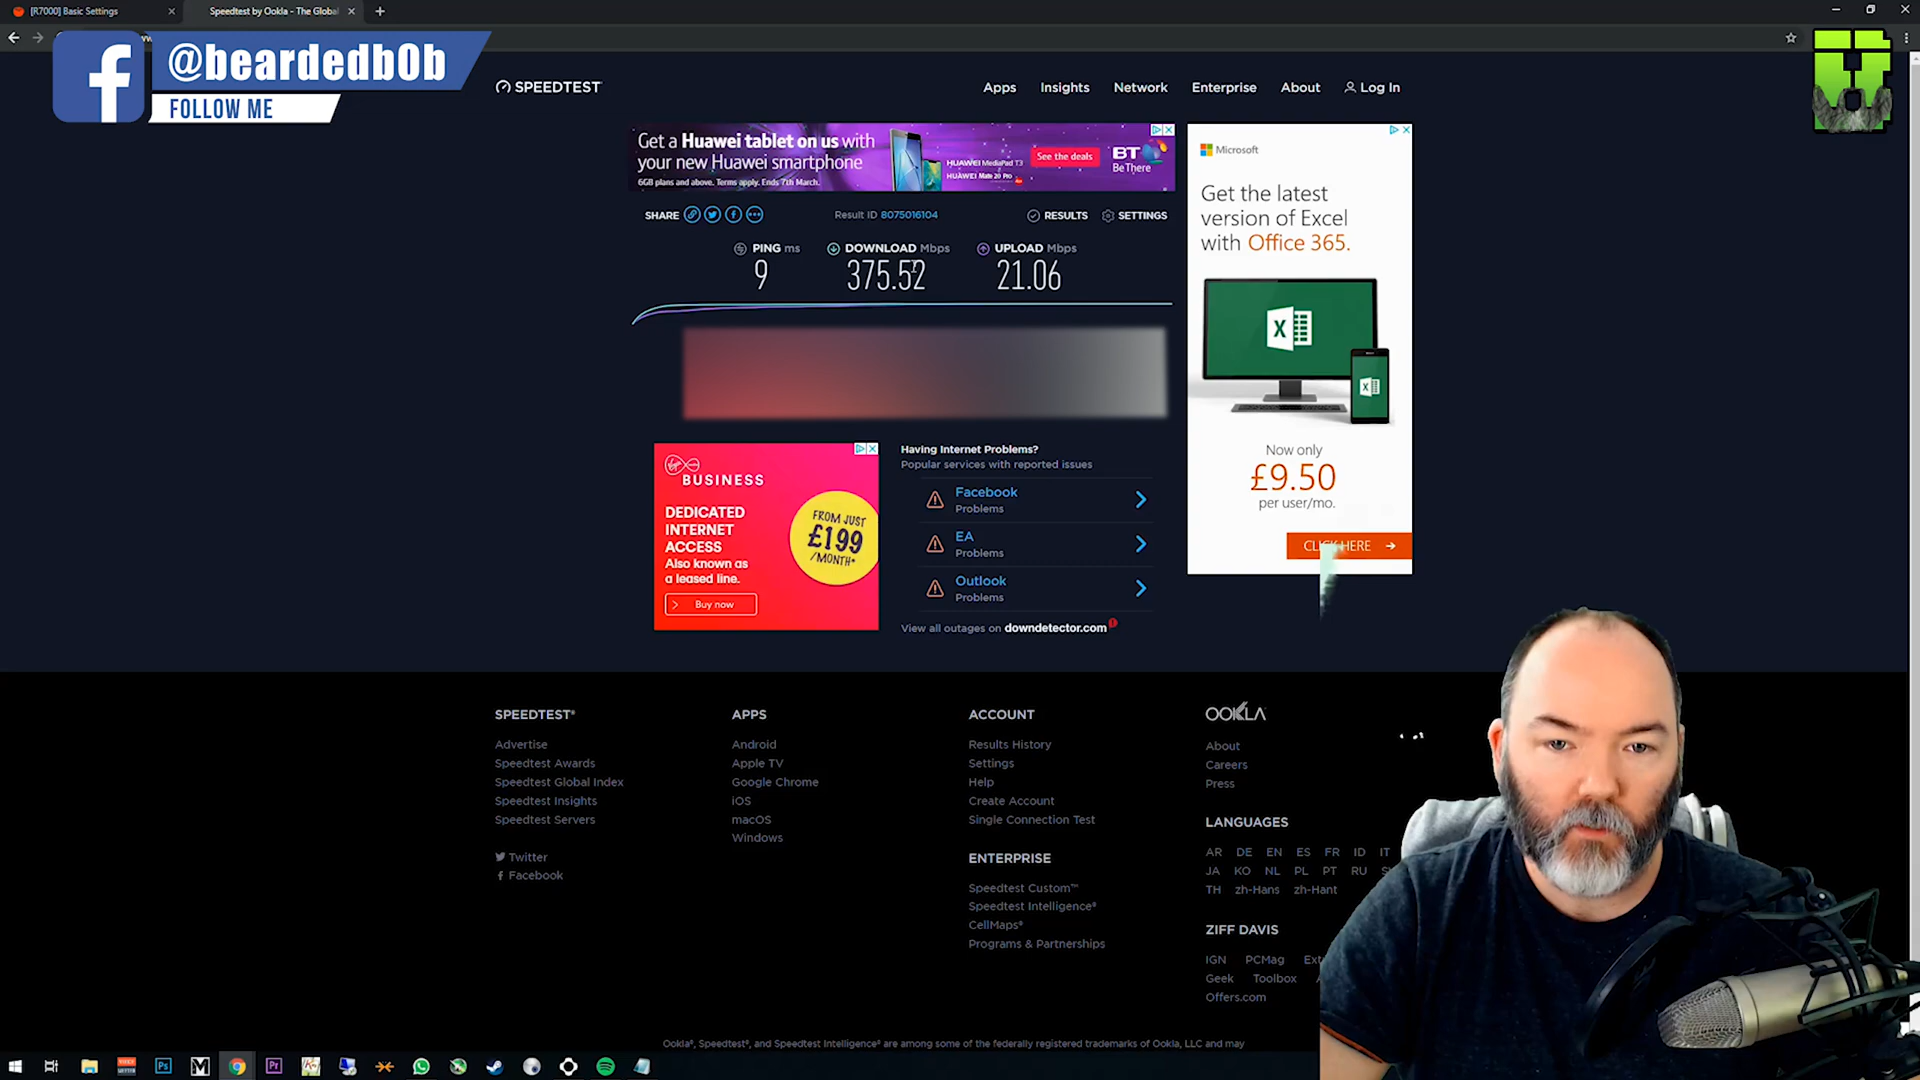 [R7000] Basic Settings
Speedtest by Ookla - The Global
@beardedb0b
FOLLOW ME
SPEEDTEST
Apps Insights Network Enterprise About Log In
Get a Huawei tablet on us with
your new Huawei smartphone
6GB plans and above. Terms apply. Ends 7th March.
HUAWEI MediaPad T3
HUAWEI Mate 20 Pro
See the deals
BT
Be There
SHARE
Result ID 8075016104
RESULTS SETTINGS
PING ms DOWNLOAD Mbps UPLOAD Mbps
9 375.52 21.06
Microsoft
Get the latest
version of Excel
with Office 365.
Now only
£9.50
per user/mo.
CLICK HERE
BUSINESS
DEDICATED
INTERNET
ACCESS
Also known as
a leased line.
Buy now
FROM JUST
£199
/MONTH*
Having Internet Problems?
Popular services with reported issues
Facebook
Problems
EA
Problems
Outlook
Problems
View all outages on downdetector.com
SPEEDTEST®
Advertise
Speedtest Awards
Speedtest Global Index
Speedtest Insights
Speedtest Servers
Twitter
Facebook
APPS
Android
Apple TV
Google Chrome
iOS
macOS
Windows
ACCOUNT
Results History
Settings
Help
Create Account
Single Connection Test
ENTERPRISE
Speedtest Custom™
Speedtest Intelligence®
CellMaps®
Programs & Partnerships
OOKLA
About
Careers
Press
LANGUAGES
AR DE EN ES FR ID IT
JA KO NL PL PT RU
TH zh-Hans zh-Hant
ZIFF DAVIS
IGN PCMag
Geek Toolbox
Offers.com
Ookla®, Speedtest®, and Speedtest Intelligence® are among some of the federally registered trademarks of Ookla, LLC and may